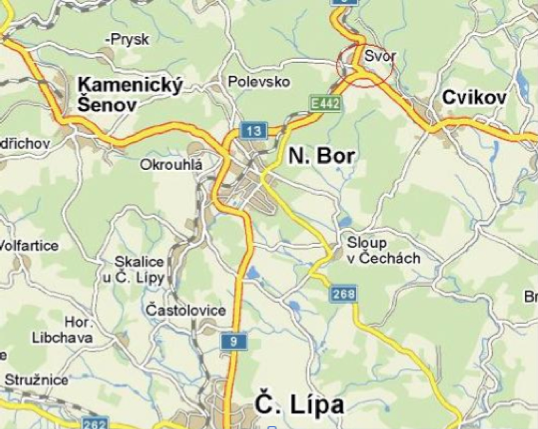 -Prysk
Svor
Kamenický
Šenov
Polevsko
Cvikov
E442
13
dřichov
Okrouhlá
N. Bor
Volfartice
Skalice
u Č. Lípy
Sloup
v Čechách
268
Br
Častolovice
Hor.
Libchava
9
e
Stružnice
Č. Lípa
262